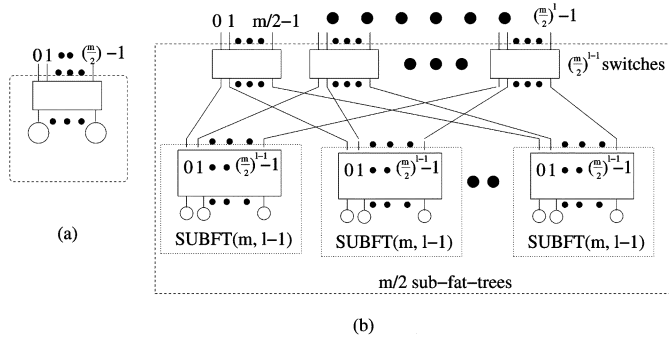 0 1 (m/2) −1
(a)
0 1 m/2−1 (m/2)^l −1
(m/2)^l−1 switches
0 1 (m/2)^l−1 −1
0 1 (m/2)^l−1 −1
0 1 (m/2)^l−1 −1
SUBFT(m, l−1)
SUBFT(m, l−1)
SUBFT(m, l−1)
m/2 sub−fat−trees
(b)